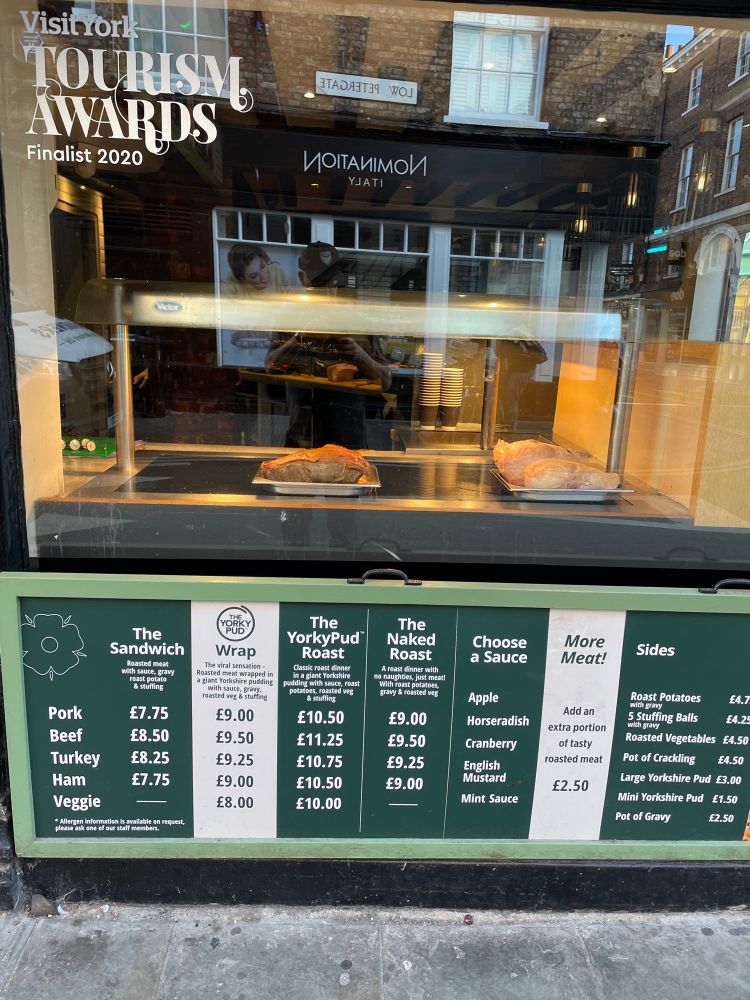 Visit York
TOURISM
AWARDS
Finalist 2020
LOW PETERGATE
NOMINATION
ITALY
Victor
The
Sandwich
Roasted meat
with sauce, gravy
roast potato
& stuffing
Pork £7.75
Beef £8.50
Turkey £8.25
Ham £7.75
Veggie —
* Allergen information is available on request,
please ask one of our staff members.
THE
YORKY
PUD
Wrap
The viral sensation -
Roasted meat wrapped in
a giant Yorkshire pudding
with sauce, gravy,
roasted veg & stuffing
£9.00
£9.50
£9.25
£9.00
£8.00
The
YorkyPud™
Roast
Classic roast dinner
in a giant Yorkshire
pudding with sauce, roast
potatoes, roasted veg
& stuffing
£10.50
£11.25
£10.75
£10.50
£10.00
The
Naked
Roast
A roast dinner with
no naughties, just meat!
With roast potatoes,
gravy & roasted veg
£9.00
£9.50
£9.25
£9.00
—
Choose
a Sauce
Apple
Horseradish
Cranberry
English
Mustard
Mint Sauce
More
Meat!
Add an
extra portion
of tasty
roasted meat
£2.50
Sides
Roast Potatoes £4.7
with gravy
5 Stuffing Balls £4.25
with gravy
Roasted Vegetables £4.50
Pot of Crackling £4.50
Large Yorkshire Pud £3.00
Mini Yorkshire Pud £1.50
Pot of Gravy £2.50